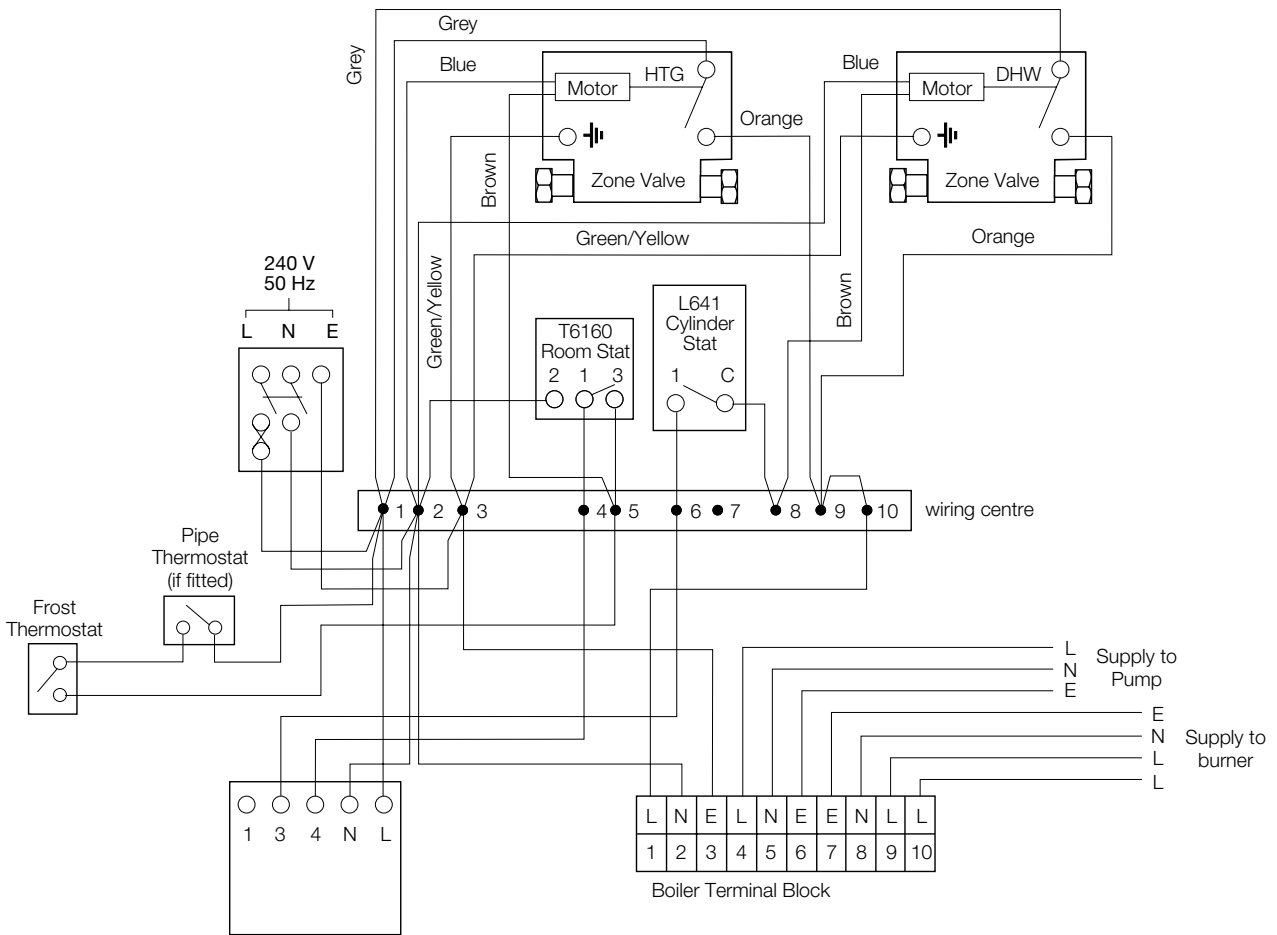 Grey
Grey
Blue
HTG
Motor
Orange
Brown
Zone Valve
Blue
DHW
Motor
Zone Valve
Green/Yellow
Orange
Green/Yellow
Brown
240 V
50 Hz
L N E
T6160
Room Stat
2 1 3
L641
Cylinder
Stat
1 C
1 2 3 4 5 6 7 8 9 10
wiring centre
Pipe
Thermostat
(if fitted)
Frost
Thermostat
L
N
E
Supply to
Pump
E
N
L
L
Supply to
burner
1 3 4 N L
L N E L N E E N L L
1 2 3 4 5 6 7 8 9 10
Boiler Terminal Block